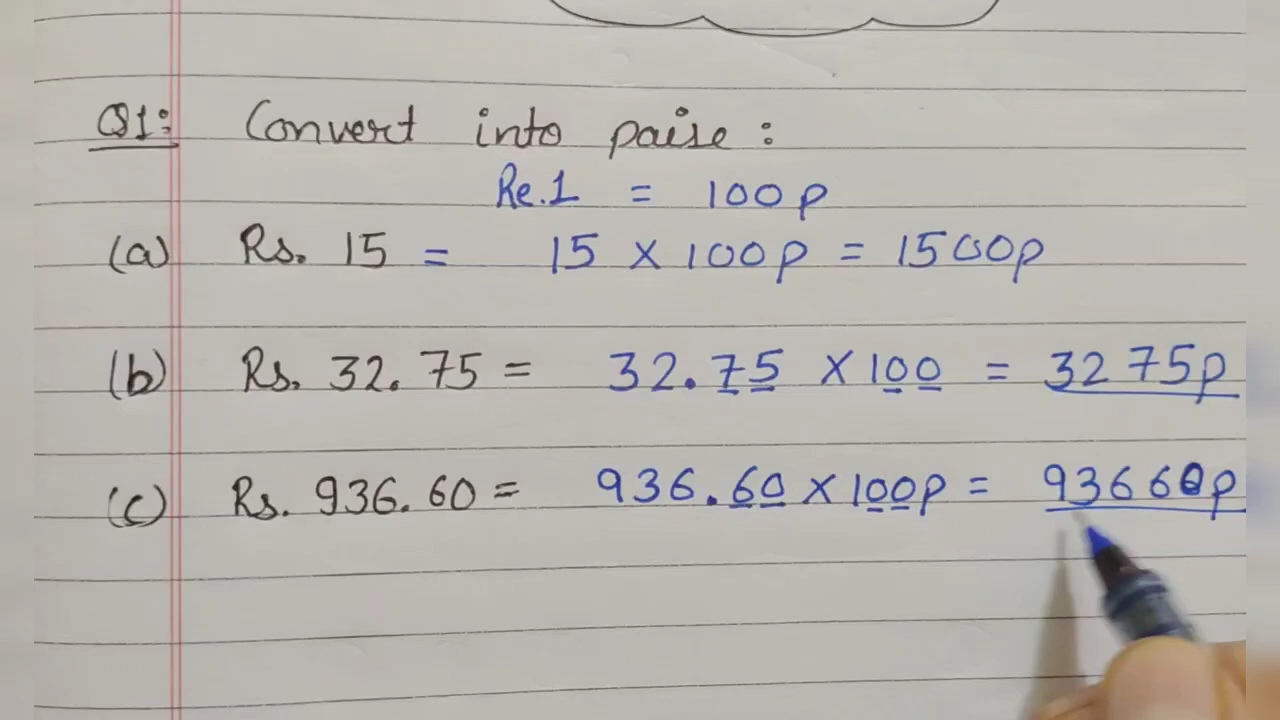 Q1: Convert into paise :
Re.1 = 100p
(a) Rs. 15 = 15 X 100p = 1500p
(b) Rs. 32.75 = 32.75 X 100 = 3275p
(c) Rs. 936.60 = 936.60 X 100p = 93660p